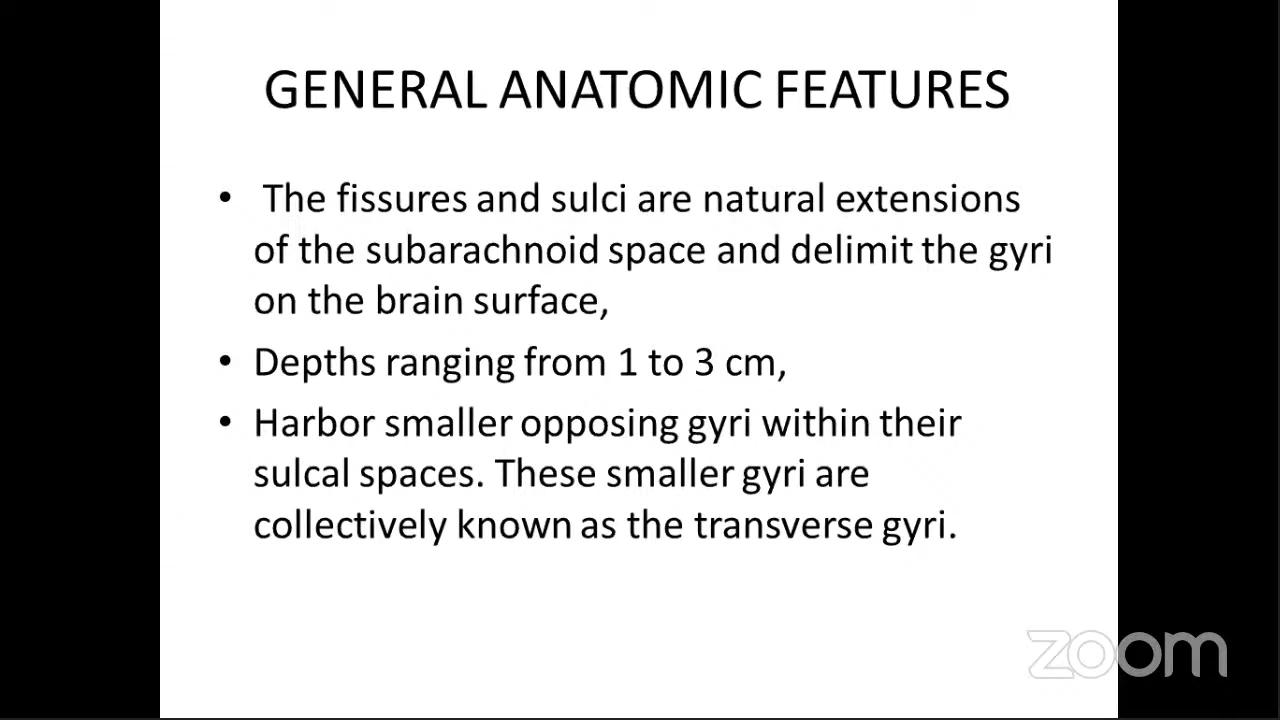 GENERAL ANATOMIC FEATURES
• The fissures and sulci are natural extensions
of the subarachnoid space and delimit the gyri
on the brain surface,
• Depths ranging from 1 to 3 cm,
• Harbor smaller opposing gyri within their
sulcal spaces. These smaller gyri are
collectively known as the transverse gyri.
zoom